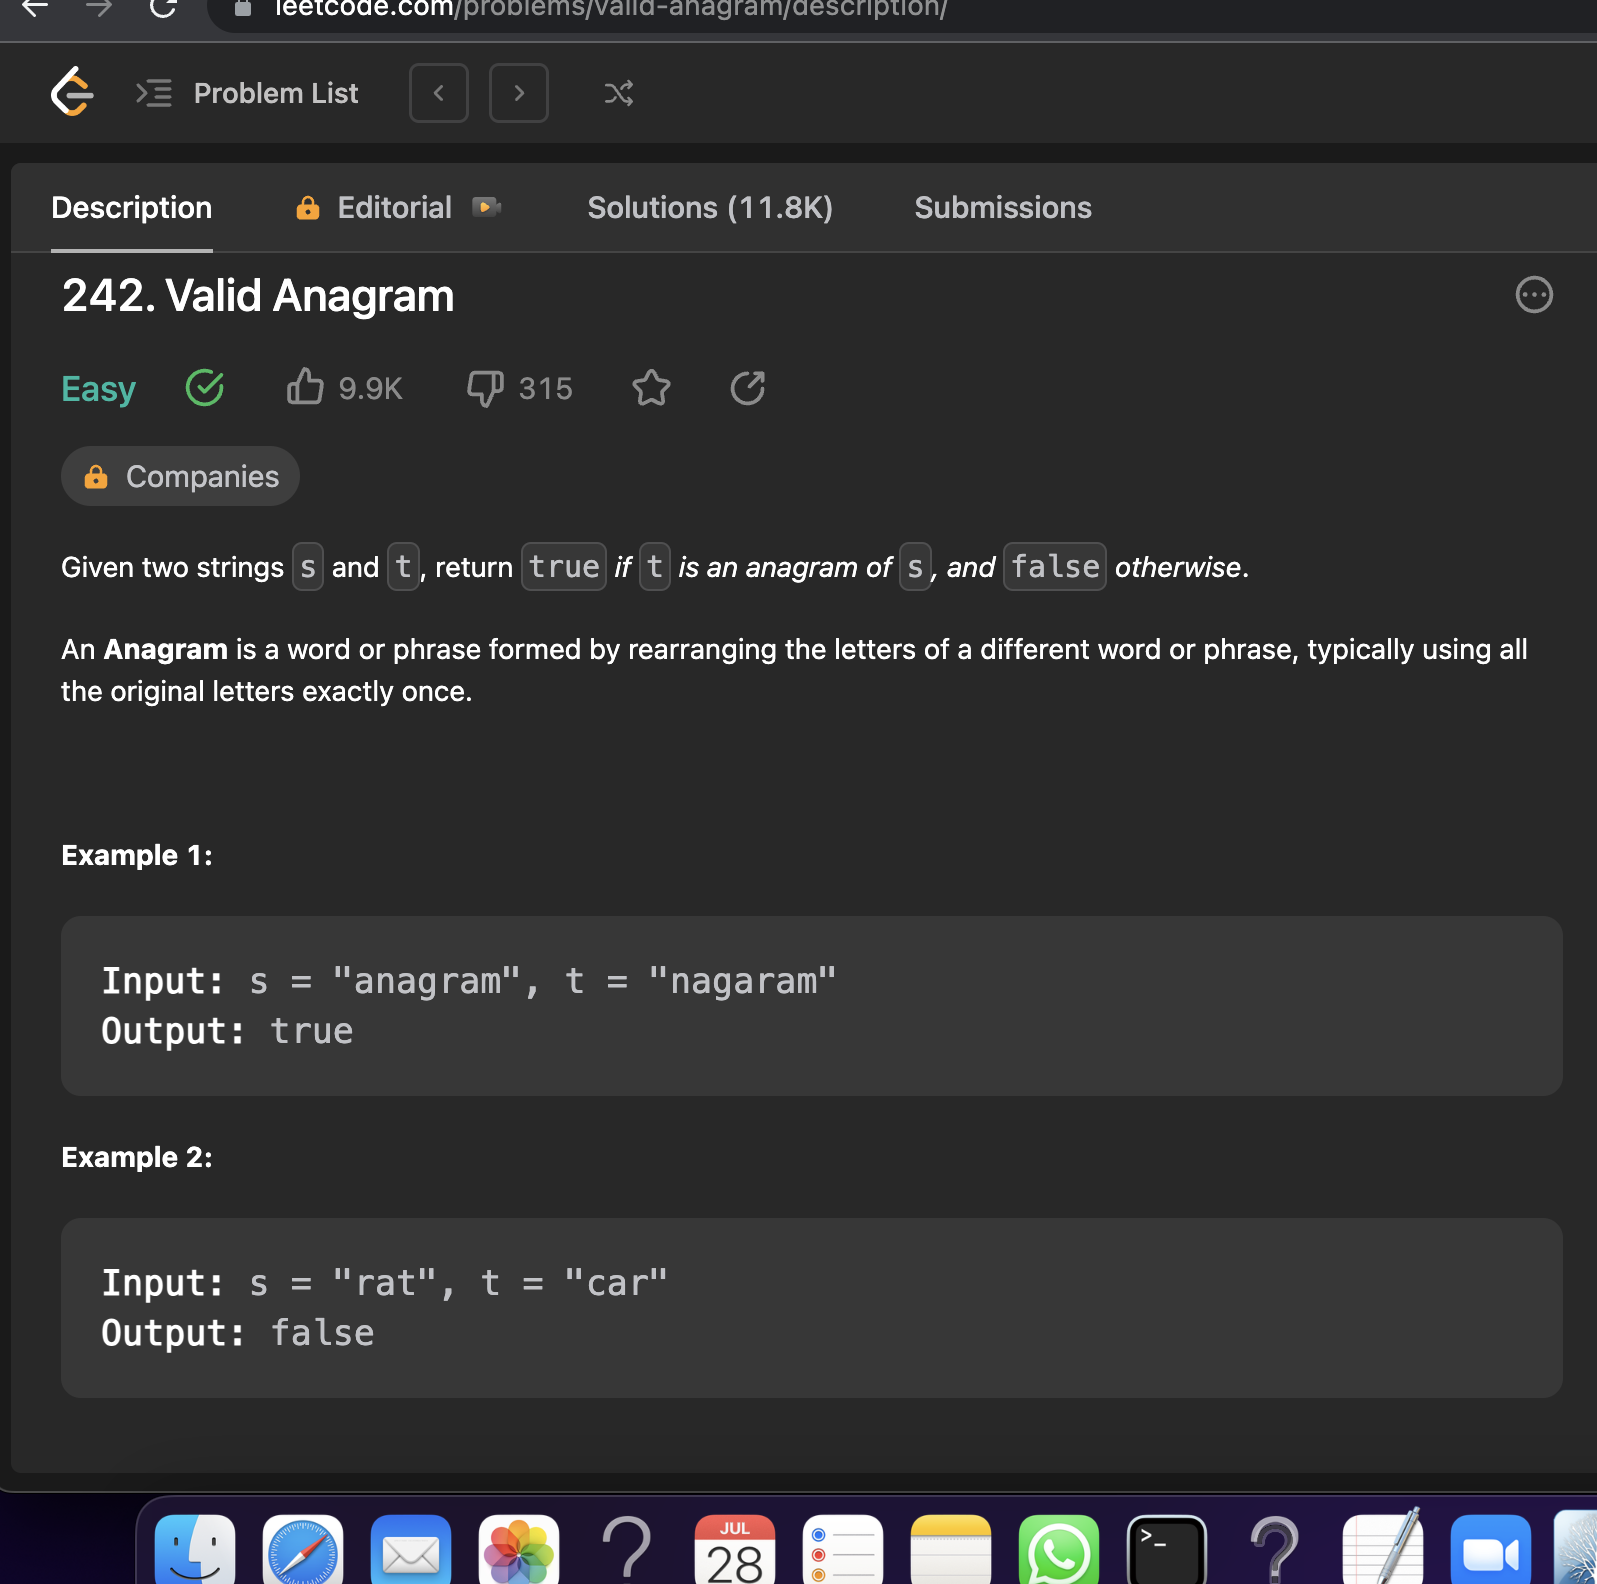 leetcode.com/problems/valid-anagram/description/
Problem List
Description Editorial Solutions (11.8K) Submissions
242. Valid Anagram
Easy 9.9K 315
Companies
Given two strings s and t, return true if t is an anagram of s, and false otherwise.
An Anagram is a word or phrase formed by rearranging the letters of a different word or phrase, typically using all
the original letters exactly once.
Example 1:
Input: s = "anagram", t = "nagaram"
Output: true
Example 2:
Input: s = "rat", t = "car"
Output: false
JUL
28
>_